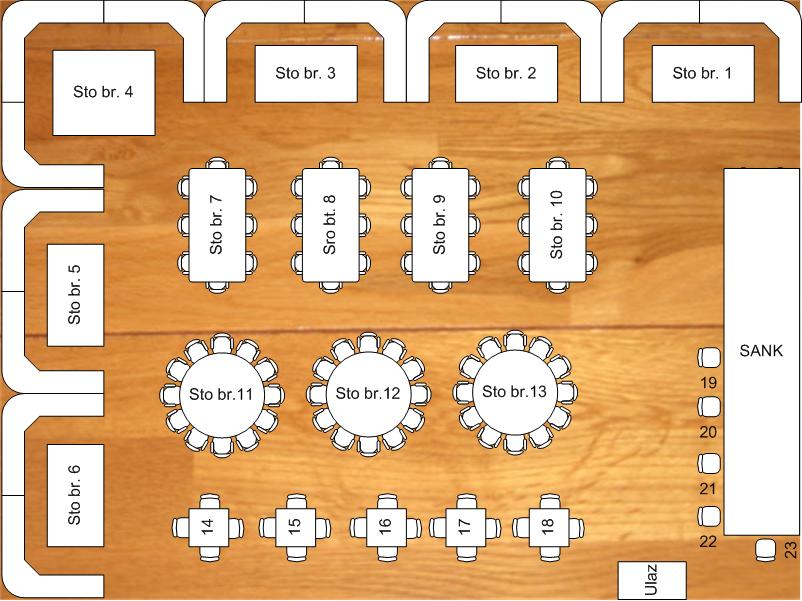 Sto br. 4
Sto br. 3
Sto br. 2
Sto br. 1
Sto br. 7
Sro bt. 8
Sto br. 9
Sto br. 10
Sto br. 5
SANK
Sto br.11
Sto br.12
Sto br.13
19
20
Sto br. 6
21
22
14
15
16
17
18
23
Ulaz